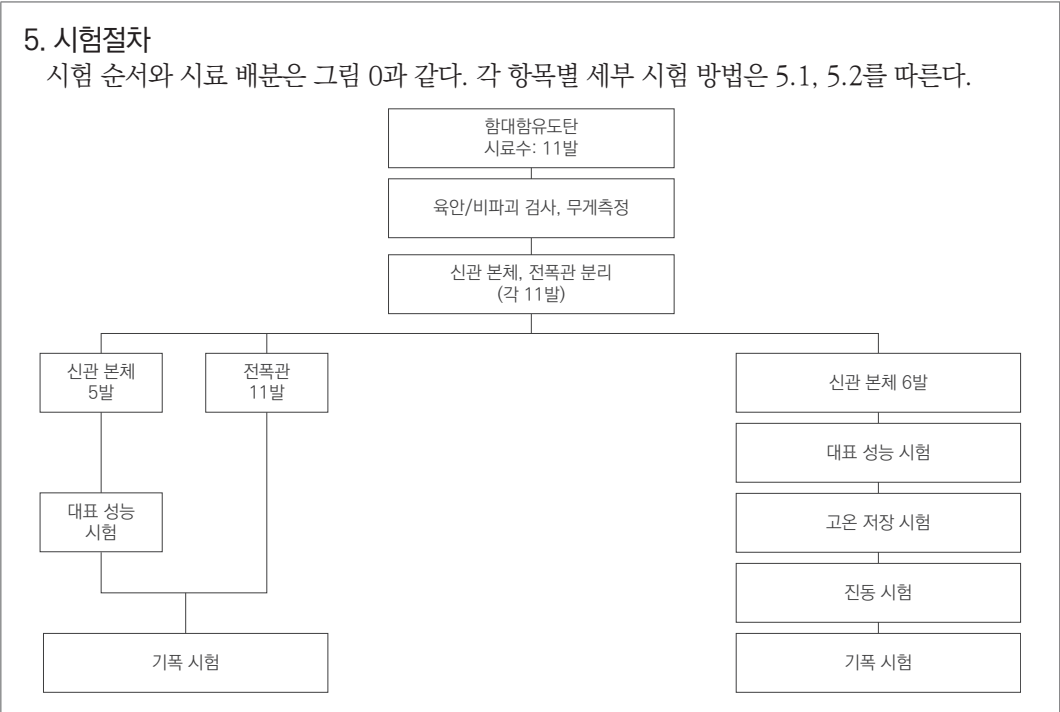 5. 시험절차
시험 순서와 시료 배분은 그림 0과 같다. 각 항목별 세부 시험 방법은 5.1, 5.2를 따른다.
함대함유도탄
시료수: 11발
육안/비파괴 검사, 무게측정
신관 본체, 전폭관 분리
(각 11발)
신관 본체
5발
전폭관
11발
신관 본체 6발
대표 성능 시험
대표 성능
시험
고온 저장 시험
진동 시험
기폭 시험
기폭 시험